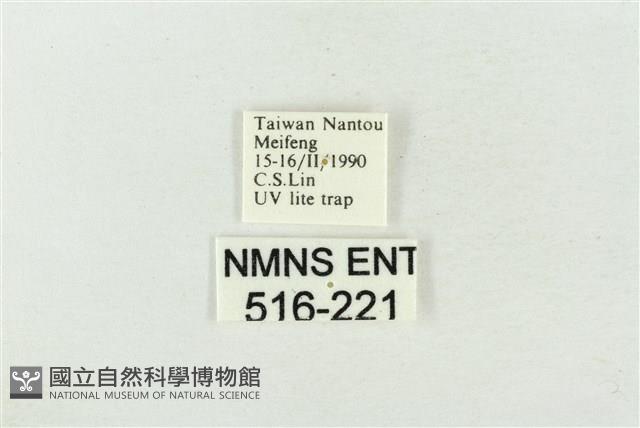 Taiwan Nantou
Meifeng
15-16/II/1990
C.S.Lin
UV lite trap
NMNS ENT
516-221
國立自然科學博物館
NATIONAL MUSEUM OF NATURAL SCIENCE